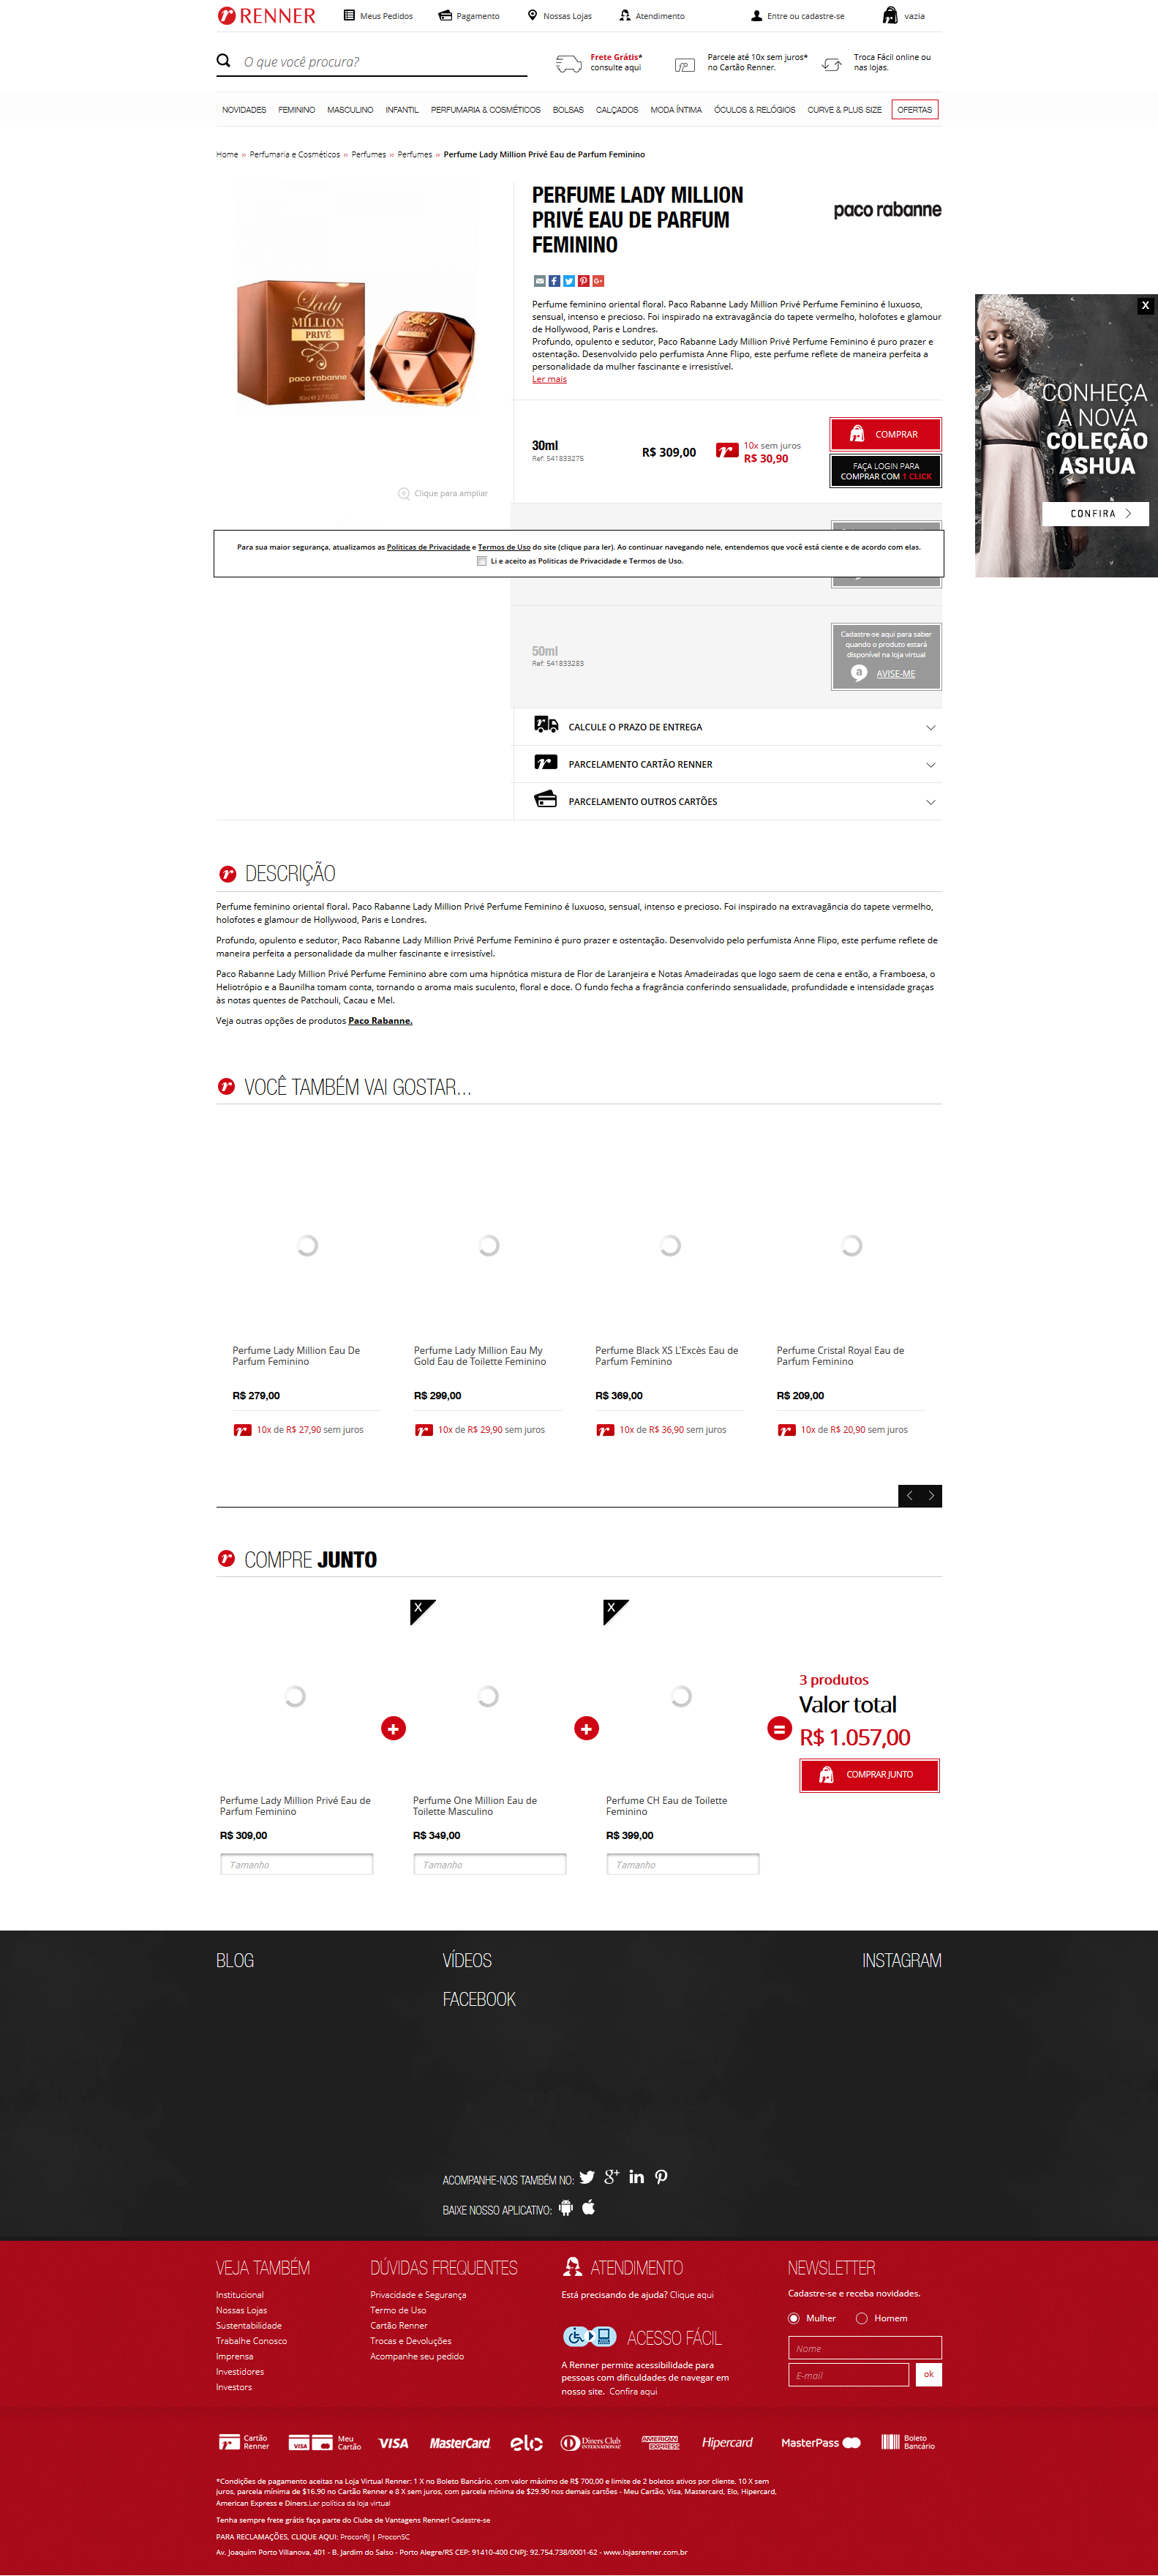 RENNER
Meus Pedidos
Pagamento
Nossas Lojas
Atendimento
Entre ou cadastre-se
vazia
O que você procura?
Frete Grátis*
consulte aqui
Parcele até 10x sem juros*
no Cartão Renner.
Troca Fácil online ou
nas lojas.
NOVIDADES FEMININO MASCULINO INFANTIL PERFUMARIA & COSMÉTICOS BOLSAS CALÇADOS MODA ÍNTIMA ÓCULOS & RELÓGIOS CURVE & PLUS SIZE OFERTAS
Home » Perfumaria e Cosméticos » Perfumes » Perfumes » Perfume Lady Million Privé Eau de Parfum Feminino
PERFUME LADY MILLION
PRIVÉ EAU DE PARFUM
FEMININO
paco rabanne
Lady
MILLION
PRIVÉ
paco rabanne
Perfume feminino oriental floral. Paco Rabanne Lady Million Privé Perfume Feminino é luxuoso,
sensual, intenso e precioso. Foi inspirado na extravagância do tapete vermelho, holofotes e glamour
de Hollywood, Paris e Londres.
Profundo, opulento e sedutor, Paco Rabanne Lady Million Privé Perfume Feminino é puro prazer e
ostentação. Desenvolvido pelo perfumista Anne Flipo, este perfume reflete de maneira perfeita a
personalidade da mulher fascinante e irresistível.
Ler mais
X
CONHEÇA
A NOVA
COLEÇÃO
ASHUA
CONFIRA
30ml
Ref: 541833275
R$ 309,00
10x sem juros
R$ 30,90
COMPRAR
FAÇA LOGIN PARA
COMPRAR COM 1 CLICK
Clique para ampliar
Para sua maior segurança, atualizamos as Politicas de Privacidade e Termos de Uso do site (clique para ler). Ao continuar navegando nele, entendemos que você está ciente e de acordo com elas.
Li e aceito as Politicas de Privacidade e Termos de Uso.
50ml
Ref: 541833283
Cadastre-se aqui para saber
quando o produto estará
disponível na loja virtual
AVISE-ME
CALCULE O PRAZO DE ENTREGA
PARCELAMENTO CARTÃO RENNER
PARCELAMENTO OUTROS CARTÕES
DESCRIÇÃO
Perfume feminino oriental floral. Paco Rabanne Lady Million Privé Perfume Feminino é luxuoso, sensual, intenso e precioso. Foi inspirado na extravagância do tapete vermelho,
holofotes e glamour de Hollywood, Paris e Londres.
Profundo, opulento e sedutor, Paco Rabanne Lady Million Privé Perfume Feminino é puro prazer e ostentação. Desenvolvido pelo perfumista Anne Flipo, este perfume reflete de
maneira perfeita a personalidade da mulher fascinante e irresistível.
Paco Rabanne Lady Million Privé Perfume Feminino abre com uma hipnótica mistura de Flor de Laranjeira e Notas Amadeiradas que logo saem de cena e então, a Framboesa, o
Heliotrópio e a Baunilha tomam conta, tornando o aroma mais suculento, floral e doce. O fundo fecha a fragrância conferindo sensualidade, profundidade e intensidade graças
às notas quentes de Patchouli, Cacau e Mel.
Veja outras opções de produtos Paco Rabanne.
VOCÊ TAMBÉM VAI GOSTAR...
Perfume Lady Million Eau De
Parfum Feminino
R$ 279,00
10x de R$ 27,90 sem juros
Perfume Lady Million Eau My
Gold Eau de Toilette Feminino
R$ 299,00
10x de R$ 29,90 sem juros
Perfume Black XS L'Excès Eau de
Parfum Feminino
R$ 369,00
10x de R$ 36,90 sem juros
Perfume Cristal Royal Eau de
Parfum Feminino
R$ 209,00
10x de R$ 20,90 sem juros
COMPRE JUNTO
X
X
Perfume Lady Million Privé Eau de
Parfum Feminino
R$ 309,00
Tamanho
+
Perfume One Million Eau de
Toilette Masculino
R$ 349,00
Tamanho
+
Perfume CH Eau de Toilette
Feminino
R$ 399,00
Tamanho
=
3 produtos
Valor total
R$ 1.057,00
COMPRAR JUNTO
BLOG
VÍDEOS
INSTAGRAM
FACEBOOK
ACOMPANHE-NOS TAMBÉM NO:
BAIXE NOSSO APLICATIVO:
VEJA TAMBÉM
Institucional
Nossas Lojas
Sustentabilidade
Trabalhe Conosco
Imprensa
Investidores
Investors
DÚVIDAS FREQUENTES
Privacidade e Segurança
Termo de Uso
Cartão Renner
Trocas e Devoluções
Acompanhe seu pedido
ATENDIMENTO
Está precisando de ajuda? Clique aqui
ACESSO FÁCIL
A Renner permite acessibilidade para
pessoas com dificuldades de navegar em
nosso site. Confira aqui
NEWSLETTER
Cadastre-se e receba novidades.
Mulher
Homem
Nome
E-mail
ok
Cartão
Renner
VISA
Meu
Cartão
VISA
MasterCard
elo
Diners Club
INTERNATIONAL
AMERICAN
EXPRESS
Hipercard
MasterPass
Boleto
Bancário
*Condições de pagamento aceitas na Loja Virtual Renner: 1 X no Boleto Bancário, com valor máximo de R$ 700,00 e limite de 2 boletos ativos por cliente. 10 X sem
juros, parcela mínima de $16.90 no Cartão Renner e 8 X sem juros, com parcela mínima de $29.90 nos demais cartões - Meu Cartão, Visa, Mastercard, Elo, Hipercard,
American Express e Diners.Ler política da loja virtual
Tenha sempre frete grátis faça parte do Clube de Vantagens Renner! Cadastre-se
PARA RECLAMAÇÕES, CLIQUE AQUI: ProconRJ | ProconSC
Av. Joaquim Porto Villanova, 401 - B. Jardim do Salso - Porto Alegre/RS CEP: 91410-400 CNPJ: 92.754.738/0001-62 - www.lojasrenner.com.br